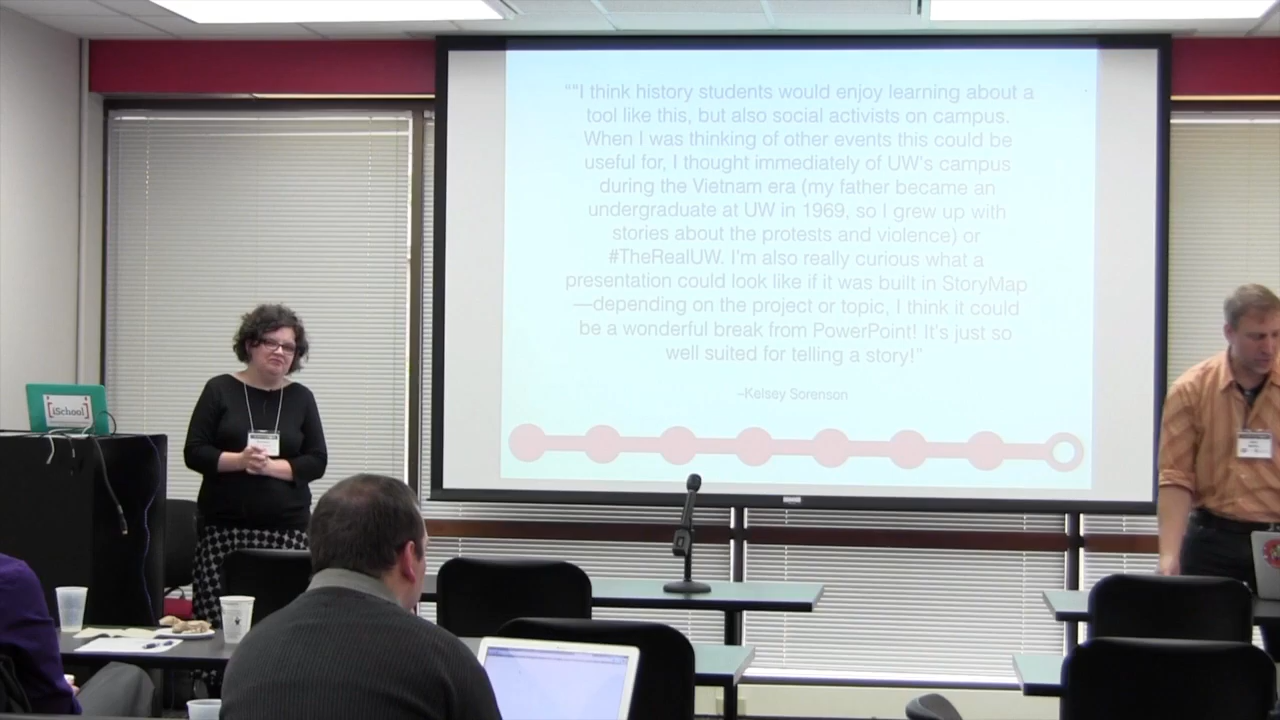 ""I think history students would enjoy learning about a
tool like this, but also social activists on campus.
When I was thinking of other events this could be
useful for, I thought immediately of UW's campus
during the Vietnam era (my father became an
undergraduate at UW in 1969, so I grew up with
stories about the protests and violence) or
#TheRealUW. I'm also really curious what a
presentation could look like if it was built in StoryMap
—depending on the project or topic, I think it could
be a wonderful break from PowerPoint! It's just so
well suited for telling a story!"
–Kelsey Sorenson
[iSchool]